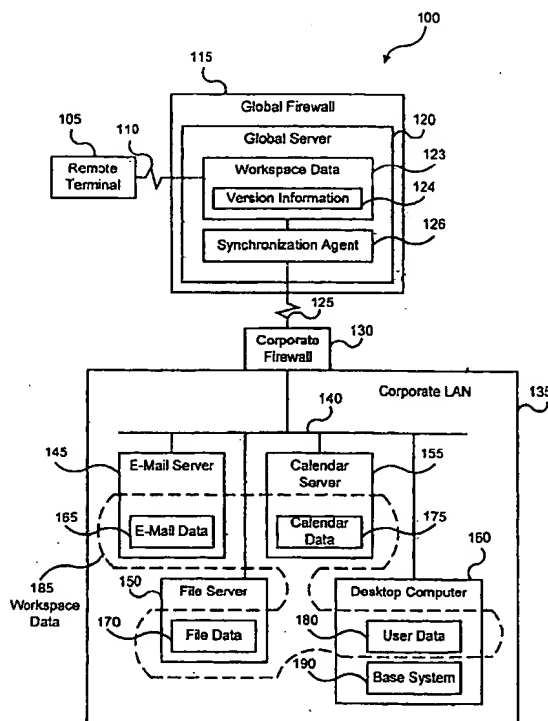 100
115
Global Firewall
120
105
110
Global Server
123
Remote Terminal
Workspace Data
124
Version Information
126
Synchronization Agent
125
130
Corporate Firewall
Corporate LAN
135
140
145
E-Mail Server
Calendar Server
155
165
E-Mail Data
Calendar Data
175
160
185
Workspace Data
150
File Server
Desktop Computer
170
File Data
180
User Data
190
Base System